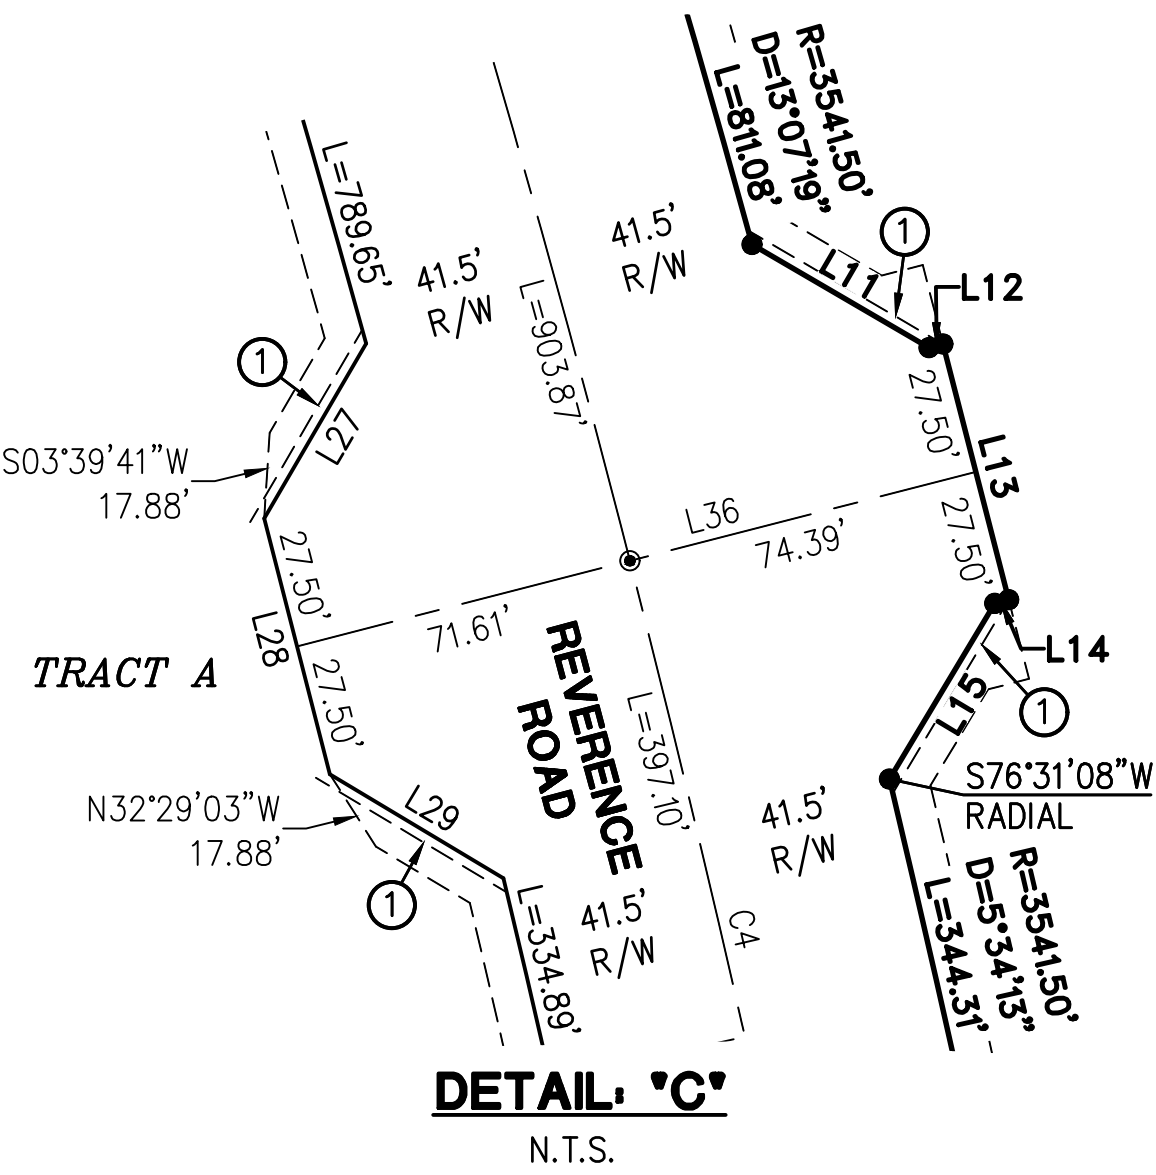 R=3541.50'
D=13°07'19"
L=811.08'
L=789.65'
41.5'
R/W
41.5'
R/W
1
L11
L12
L=903.87'
1
27.50'
L27
S03°39'41"W
17.88'
L13
L36
74.39'
27.50'
27.50'
L28
71.61'
TRACT A
27.50'
REVERENCE
ROAD
L14
L15
1
L=397.10'
S76°31'08"W
RADIAL
N32°29'03"W
17.88'
L29
41.5'
R/W
1
41.5'
R/W
L=334.89'
C4
R=3541.50'
D=5°34'13"
L=344.31'
DETAIL: "C"
N.T.S.